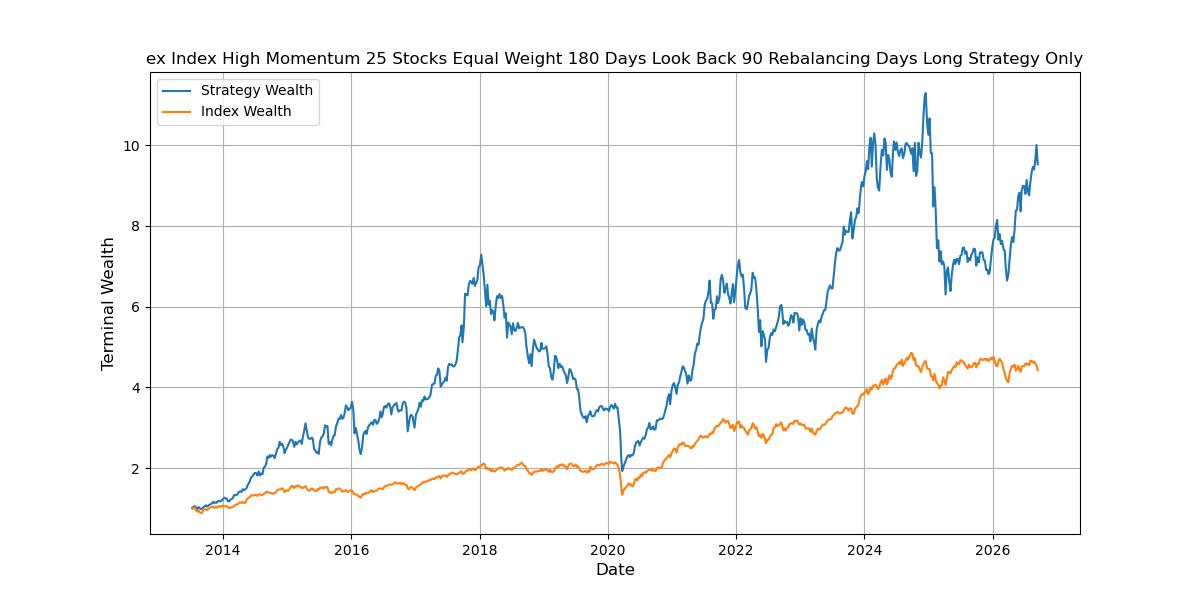 ex Index High Momentum 25 Stocks Equal Weight 180 Days Look Back 90 Rebalancing Days Long Strategy Only
Strategy Wealth
Index Wealth
Terminal Wealth
10
8
6
4
2
2014 2016 2018 2020 2022 2024 2026
Date